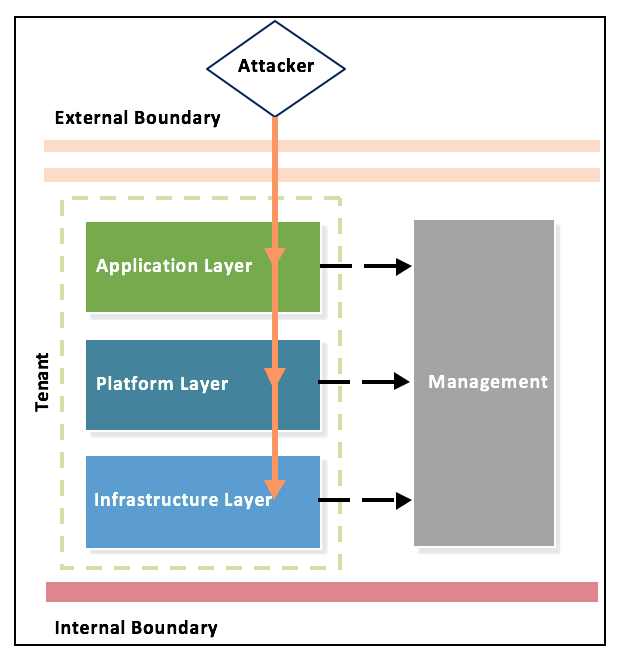 Attacker
External Boundary
Tenant
Application Layer
Platform Layer
Infrastructure Layer
Management
Internal Boundary